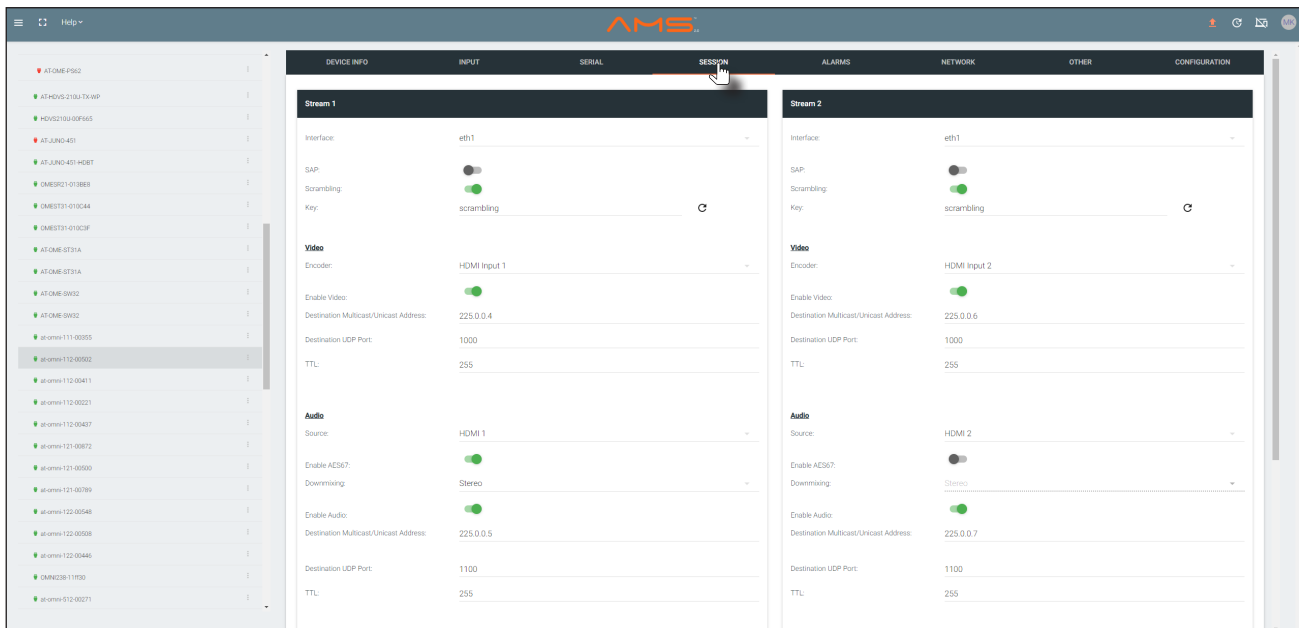 Help
AMS
MK
AT-OME-PS62
AT-HDVS-210U-TX-WP
HDVS210U-00F665
AT-JUNO-451
AT-JUNO-451-HDBT
OMESR21-013BE8
OMEST31-010C44
OMEST31-010C3F
AT-OME-ST31A
AT-OME-ST31A
AT-OME-SW32
AT-OME-SW32
at-omni-111-00355
at-omni-112-00502
at-omni-112-00411
at-omni-112-00221
at-omni-112-00437
at-omni-121-00872
at-omni-121-00500
at-omni-121-00789
at-omni-122-00548
at-omni-122-00508
at-omni-122-00446
OMNI238-11ff30
at-omni-512-00271
DEVICE INFO INPUT SERIAL SESSION ALARMS NETWORK OTHER CONFIGURATION
Stream 1
Interface: eth1
SAP:
Scrambling:
Key: scrambling
Video
Encoder: HDMI Input 1
Enable Video:
Destination Multicast/Unicast Address: 225.0.0.4
Destination UDP Port: 1000
TTL: 255
Audio
Source: HDMI 1
Enable AES67:
Downmixing: Stereo
Enable Audio:
Destination Multicast/Unicast Address: 225.0.0.5
Destination UDP Port: 1100
TTL: 255
Stream 2
Interface: eth1
SAP:
Scrambling:
Key: scrambling
Video
Encoder: HDMI Input 2
Enable Video:
Destination Multicast/Unicast Address: 225.0.0.6
Destination UDP Port: 1000
TTL: 255
Audio
Source: HDMI 2
Enable AES67:
Downmixing: Stereo
Enable Audio:
Destination Multicast/Unicast Address: 225.0.0.7
Destination UDP Port: 1100
TTL: 255